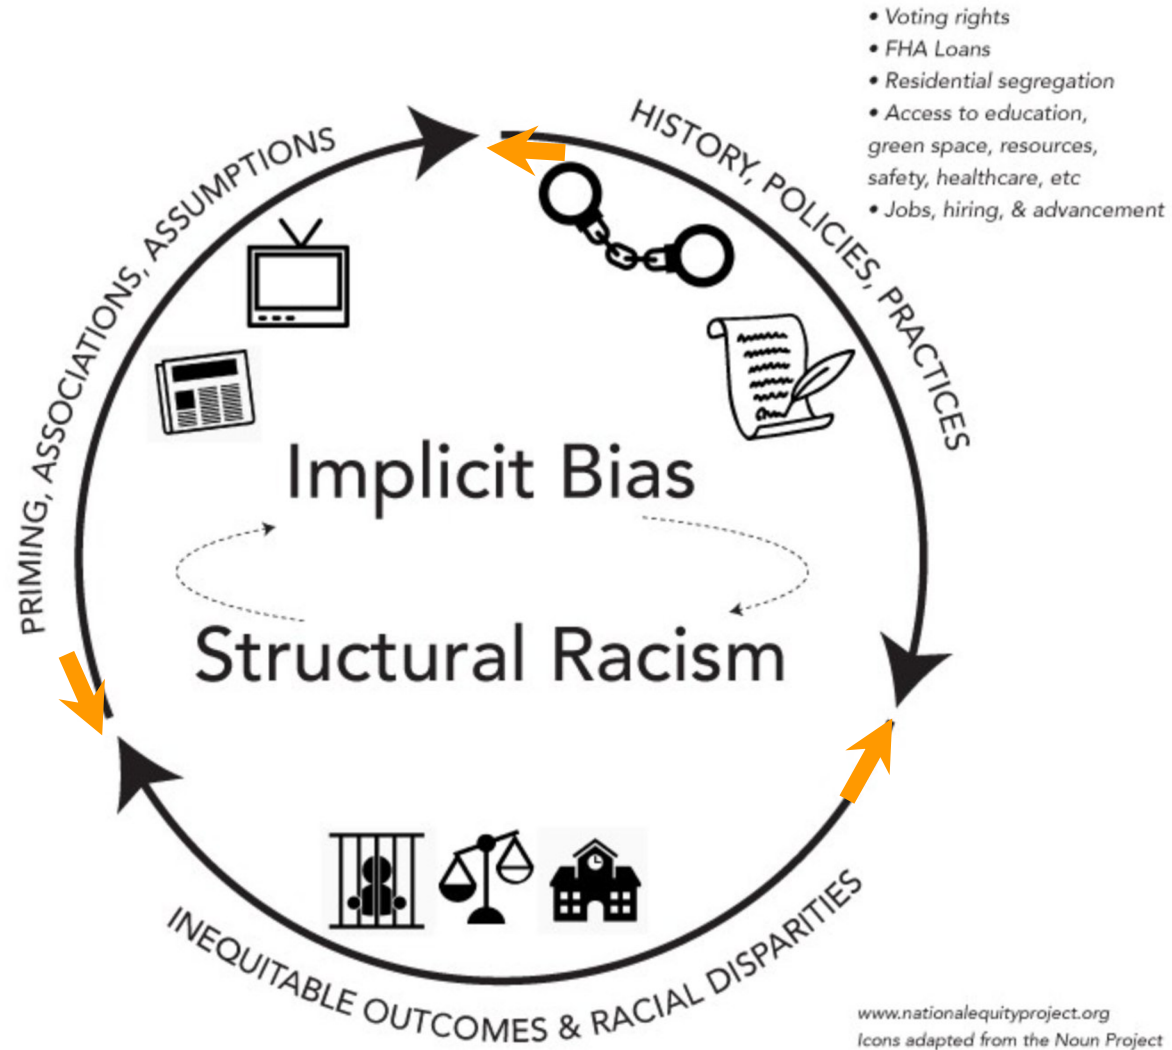 • Voting rights
• FHA Loans
• Residential segregation
• Access to education,
green space, resources,
safety, healthcare, etc
• Jobs, hiring, & advancement
PRIMING, ASSOCIATIONS, ASSUMPTIONS
HISTORY, POLICIES, PRACTICES
Implicit Bias
Structural Racism
INEQUITABLE OUTCOMES & RACIAL DISPARITIES
www.nationalequityproject.org
Icons adapted from the Noun Project